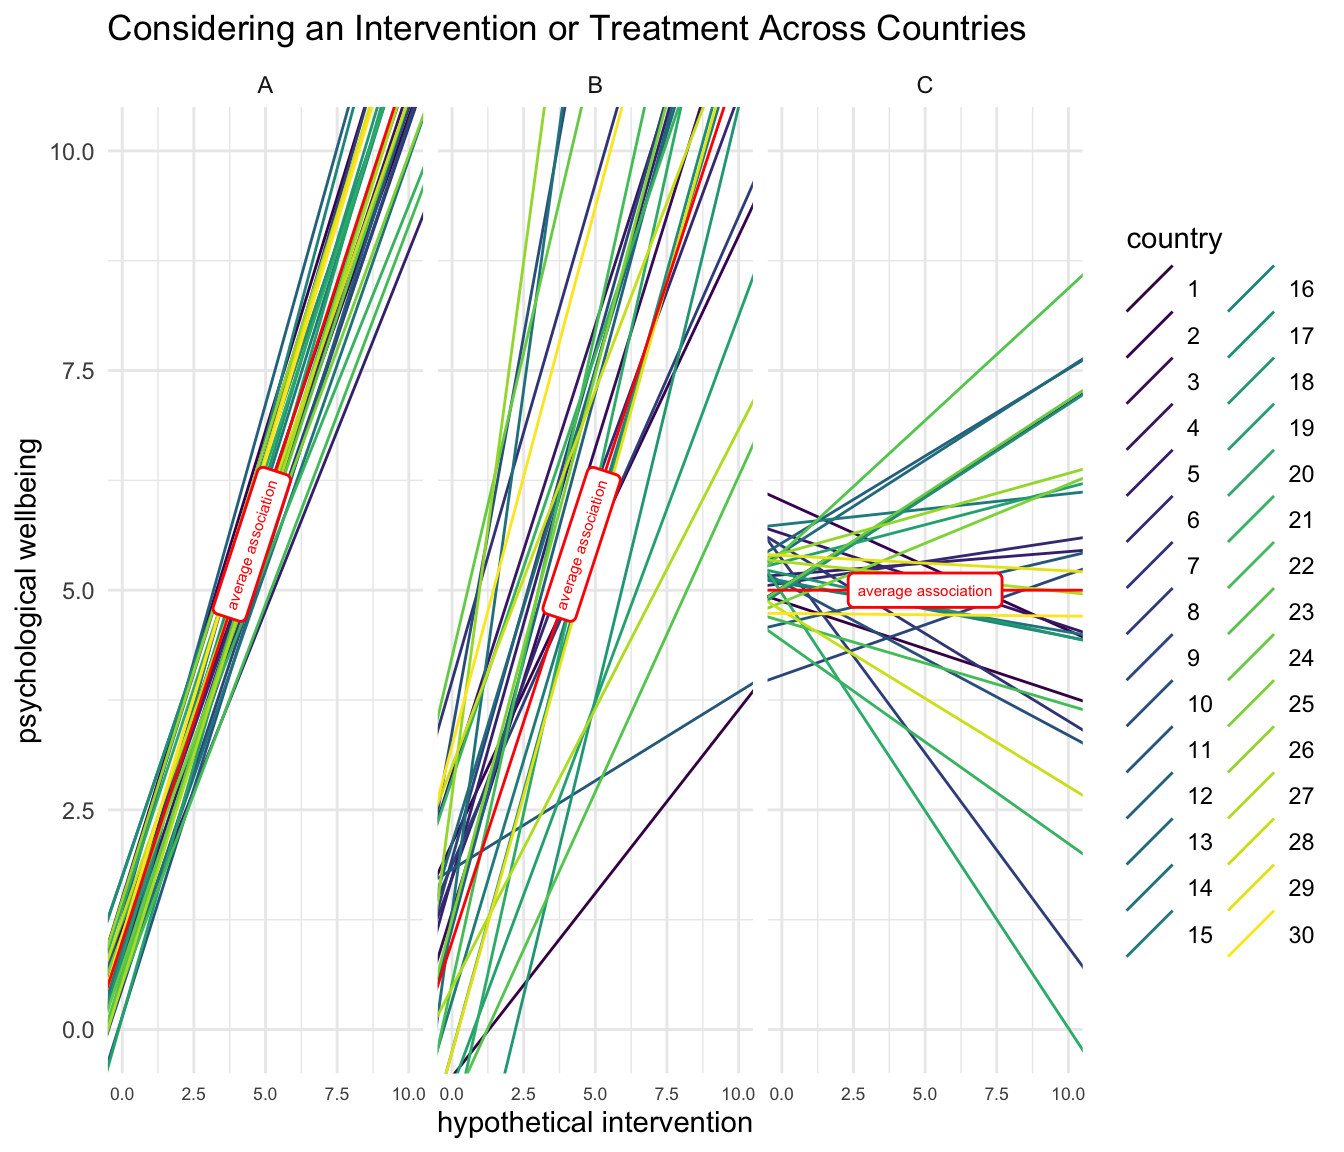 Considering an Intervention or Treatment Across Countries
A B C
psychological wellbeing
10.0
7.5
5.0
2.5
0.0
average association
average association
average association
0.0 2.5 5.0 7.5 10.0 0.0 2.5 5.0 7.5 10.0 0.0 2.5 5.0 7.5 10.0
hypothetical intervention
country
1 16
2 17
3 18
4 19
5 20
6 21
7 22
8 23
9 24
10 25
11 26
12 27
13 28
14 29
15 30